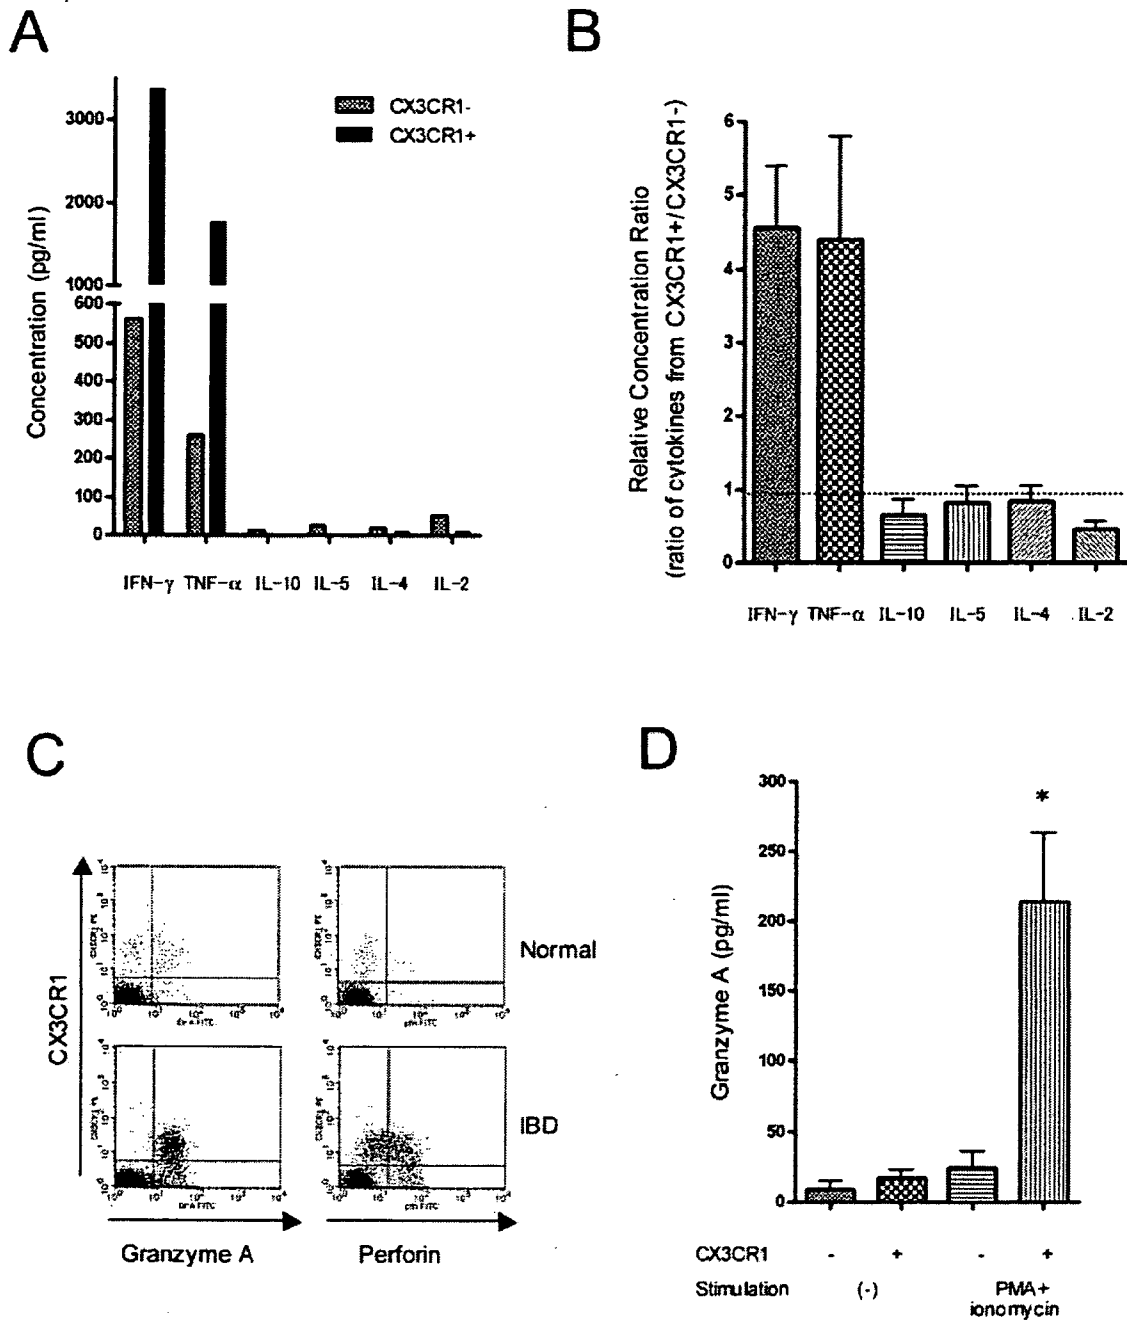 A
CX3CR1-
CX3CR1+
Concentration (pg/ml)
3000
2000
1000
600
500
400
300
200
100
0
IFN-γ TNF-α IL-10 IL-5 IL-4 IL-2
B
Relative Concentration Ratio
(ratio of cytokines from CX3CR1+/CX3CR1-)
6
5
4
3
2
1
0
IFN-γ TNF-α IL-10 IL-5 IL-4 IL-2
C
CX3CR1
Normal
IBD
Granzyme A
Perforin
D
Granzyme A (pg/ml)
300
250
200
150
100
50
0
CX3CR1 - + - +
Stimulation (-) PMA+
ionomycin